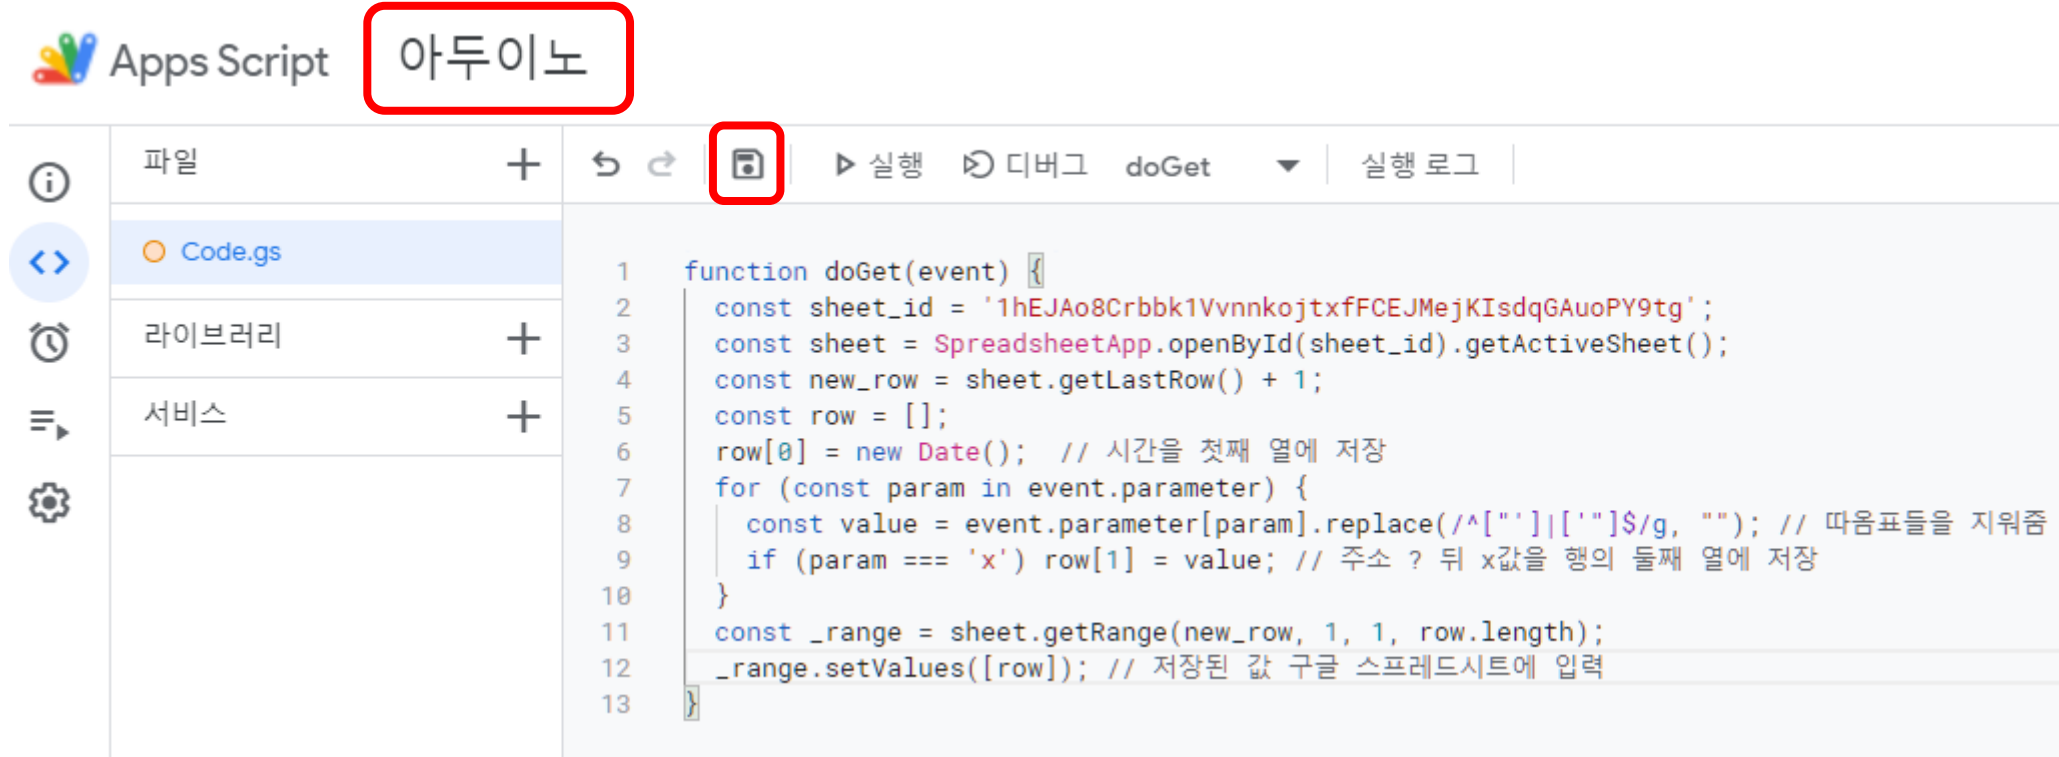 Apps Script 아두이노
파일
실행 디버그 doGet 실행 로그
Code.gs
라이브러리
서비스
1 function doGet(event) {
2 const sheet_id = '1hEJAo8Crbbk1VvnnkojtxfFCEJMejKIsdqGAuoPY9tg';
3 const sheet = SpreadsheetApp.openById(sheet_id).getActiveSheet();
4 const new_row = sheet.getLastRow() + 1;
5 const row = [];
6 row[0] = new Date(); // 시간을 첫째 열에 저장
7 for (const param in event.parameter) {
8 const value = event.parameter[param].replace(/^["']|['"]$/g, ""); // 따옴표들을 지워줌
9 if (param === 'x') row[1] = value; // 주소 ? 뒤 x값을 행의 둘째 열에 저장
10 }
11 const _range = sheet.getRange(new_row, 1, 1, row.length);
12 _range.setValues([row]); // 저장된 값 구글 스프레드시트에 입력
13 }